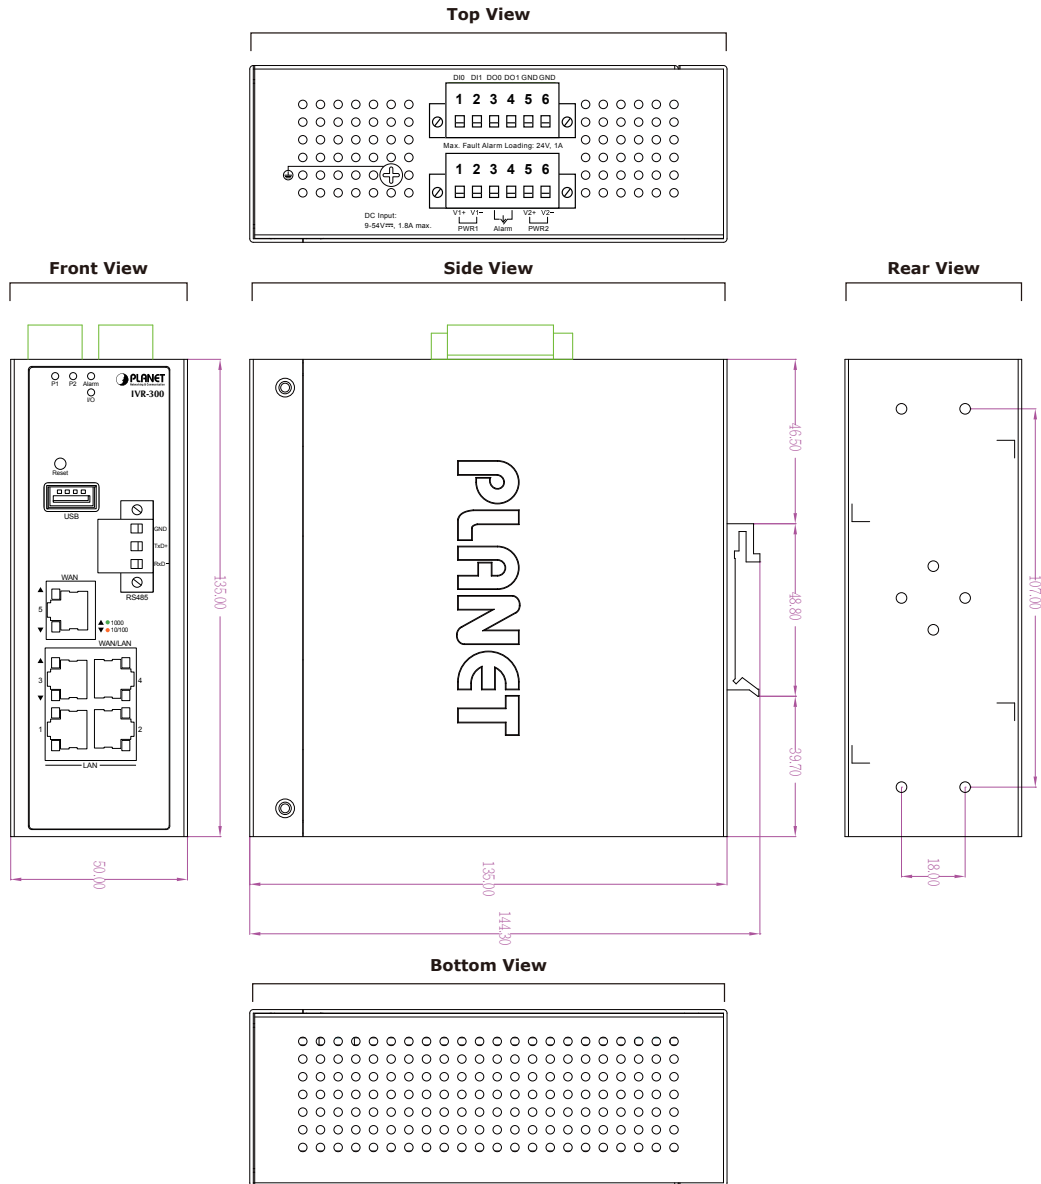 Top View
DI0 DI1 DO0 DO1 GND GND
1 2 3 4 5 6
Max. Fault Alarm Loading: 24V, 1A
1 2 3 4 5 6
V1+ V1− V2+ V2−
PWR1 Alarm PWR2
DC Input:
9-54V⎓, 1.8A max.
Front View
Side View
Rear View
P1 P2 Alarm
I/O
PLANET
Networking & Communication
IVR-300
Reset
USB
GND
TxD+
RxD−
RS485
WAN
▲
5
▼
▲ 1000
▼ 10/100
WAN/LAN
▲
3 4
▼
1 2
LAN
135.00
50.00
PLANET
46.50
48.80
39.70
135.00
144.30
107.00
18.00
Bottom View